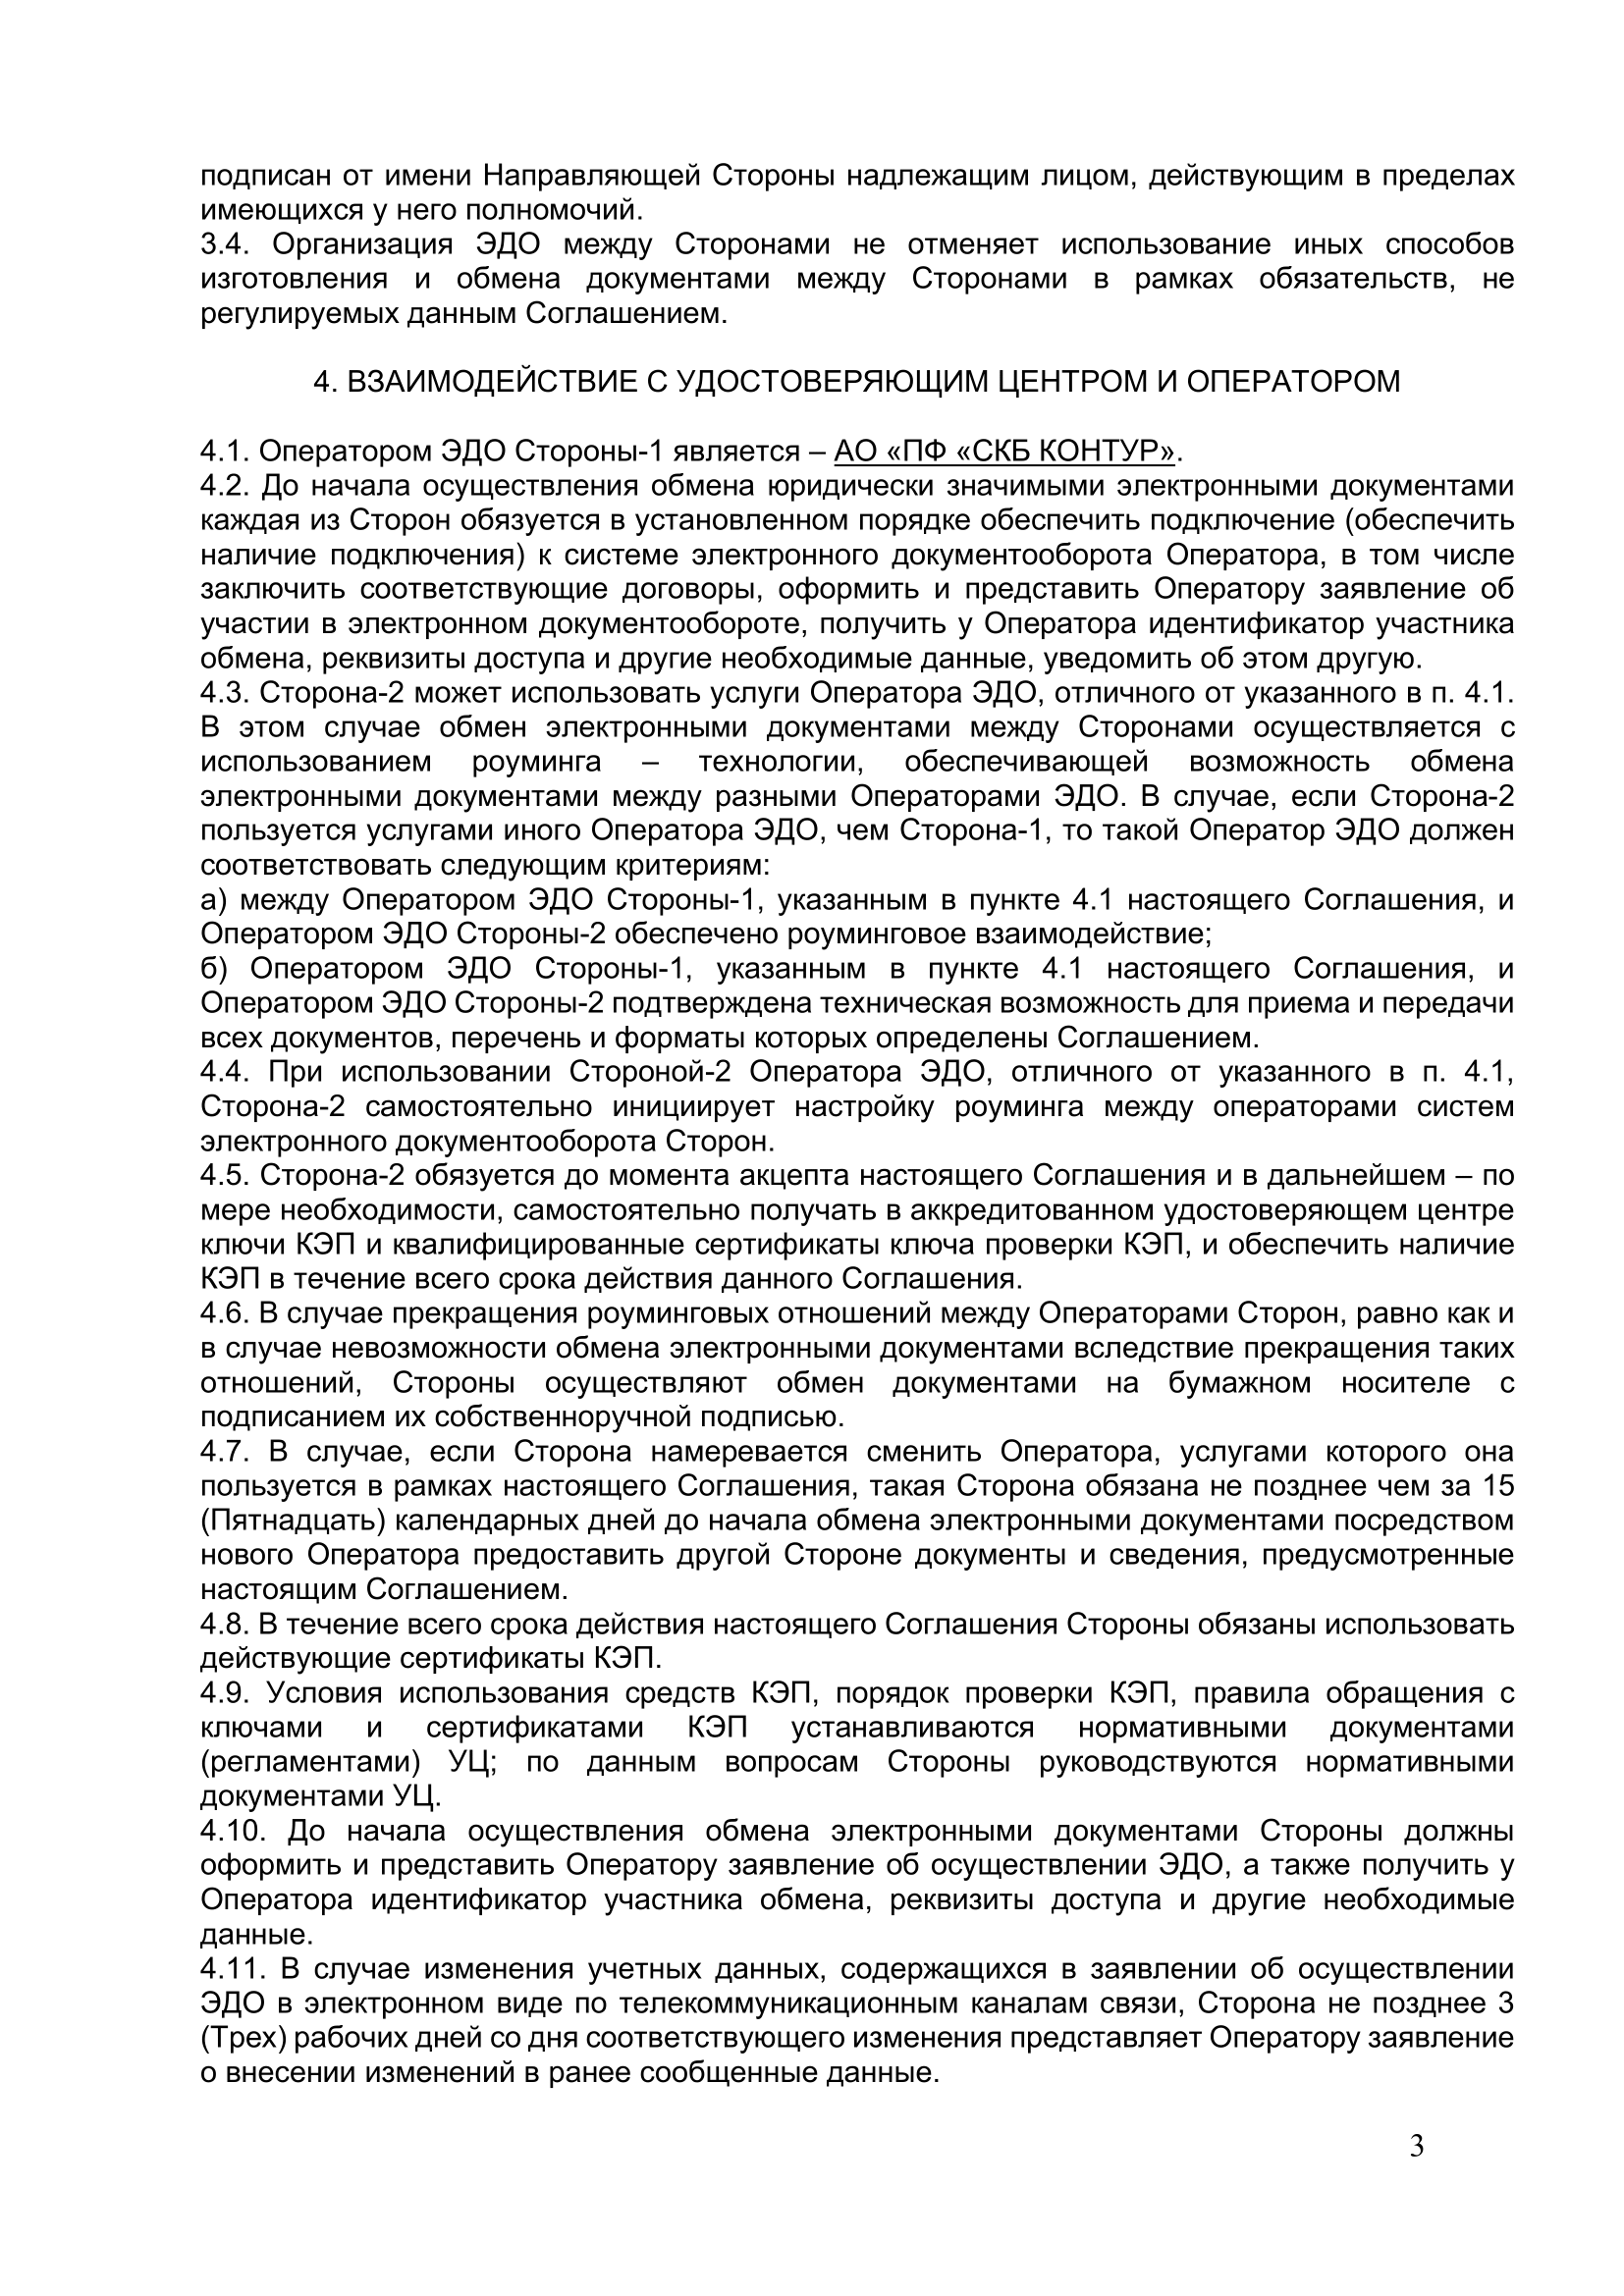 подписан от имени Направляющей Стороны надлежащим лицом, действующим в пределах
имеющихся у него полномочий.
3.4. Организация ЭДО между Сторонами не отменяет использование иных способов
изготовления и обмена документами между Сторонами в рамках обязательств, не
регулируемых данным Соглашением.
4. ВЗАИМОДЕЙСТВИЕ С УДОСТОВЕРЯЮЩИМ ЦЕНТРОМ И ОПЕРАТОРОМ
4.1. Оператором ЭДО Стороны-1 является – АО «ПФ «СКБ КОНТУР».
4.2. До начала осуществления обмена юридически значимыми электронными документами
каждая из Сторон обязуется в установленном порядке обеспечить подключение (обеспечить
наличие подключения) к системе электронного документооборота Оператора, в том числе
заключить соответствующие договоры, оформить и представить Оператору заявление об
участии в электронном документообороте, получить у Оператора идентификатор участника
обмена, реквизиты доступа и другие необходимые данные, уведомить об этом другую.
4.3. Сторона-2 может использовать услуги Оператора ЭДО, отличного от указанного в п. 4.1.
В этом случае обмен электронными документами между Сторонами осуществляется с
использованием роуминга – технологии, обеспечивающей возможность обмена
электронными документами между разными Операторами ЭДО. В случае, если Сторона-2
пользуется услугами иного Оператора ЭДО, чем Сторона-1, то такой Оператор ЭДО должен
соответствовать следующим критериям:
а) между Оператором ЭДО Стороны-1, указанным в пункте 4.1 настоящего Соглашения, и
Оператором ЭДО Стороны-2 обеспечено роуминговое взаимодействие;
б) Оператором ЭДО Стороны-1, указанным в пункте 4.1 настоящего Соглашения, и
Оператором ЭДО Стороны-2 подтверждена техническая возможность для приема и передачи
всех документов, перечень и форматы которых определены Соглашением.
4.4. При использовании Стороной-2 Оператора ЭДО, отличного от указанного в п. 4.1,
Сторона-2 самостоятельно инициирует настройку роуминга между операторами систем
электронного документооборота Сторон.
4.5. Сторона-2 обязуется до момента акцепта настоящего Соглашения и в дальнейшем – по
мере необходимости, самостоятельно получать в аккредитованном удостоверяющем центре
ключи КЭП и квалифицированные сертификаты ключа проверки КЭП, и обеспечить наличие
КЭП в течение всего срока действия данного Соглашения.
4.6. В случае прекращения роуминговых отношений между Операторами Сторон, равно как и
в случае невозможности обмена электронными документами вследствие прекращения таких
отношений, Стороны осуществляют обмен документами на бумажном носителе с
подписанием их собственноручной подписью.
4.7. В случае, если Сторона намеревается сменить Оператора, услугами которого она
пользуется в рамках настоящего Соглашения, такая Сторона обязана не позднее чем за 15
(Пятнадцать) календарных дней до начала обмена электронными документами посредством
нового Оператора предоставить другой Стороне документы и сведения, предусмотренные
настоящим Соглашением.
4.8. В течение всего срока действия настоящего Соглашения Стороны обязаны использовать
действующие сертификаты КЭП.
4.9. Условия использования средств КЭП, порядок проверки КЭП, правила обращения с
ключами и сертификатами КЭП устанавливаются нормативными документами
(регламентами) УЦ; по данным вопросам Стороны руководствуются нормативными
документами УЦ.
4.10. До начала осуществления обмена электронными документами Стороны должны
оформить и представить Оператору заявление об осуществлении ЭДО, а также получить у
Оператора идентификатор участника обмена, реквизиты доступа и другие необходимые
данные.
4.11. В случае изменения учетных данных, содержащихся в заявлении об осуществлении
ЭДО в электронном виде по телекоммуникационным каналам связи, Сторона не позднее 3
(Трех) рабочих дней со дня соответствующего изменения представляет Оператору заявление
о внесении изменений в ранее сообщенные данные.
3